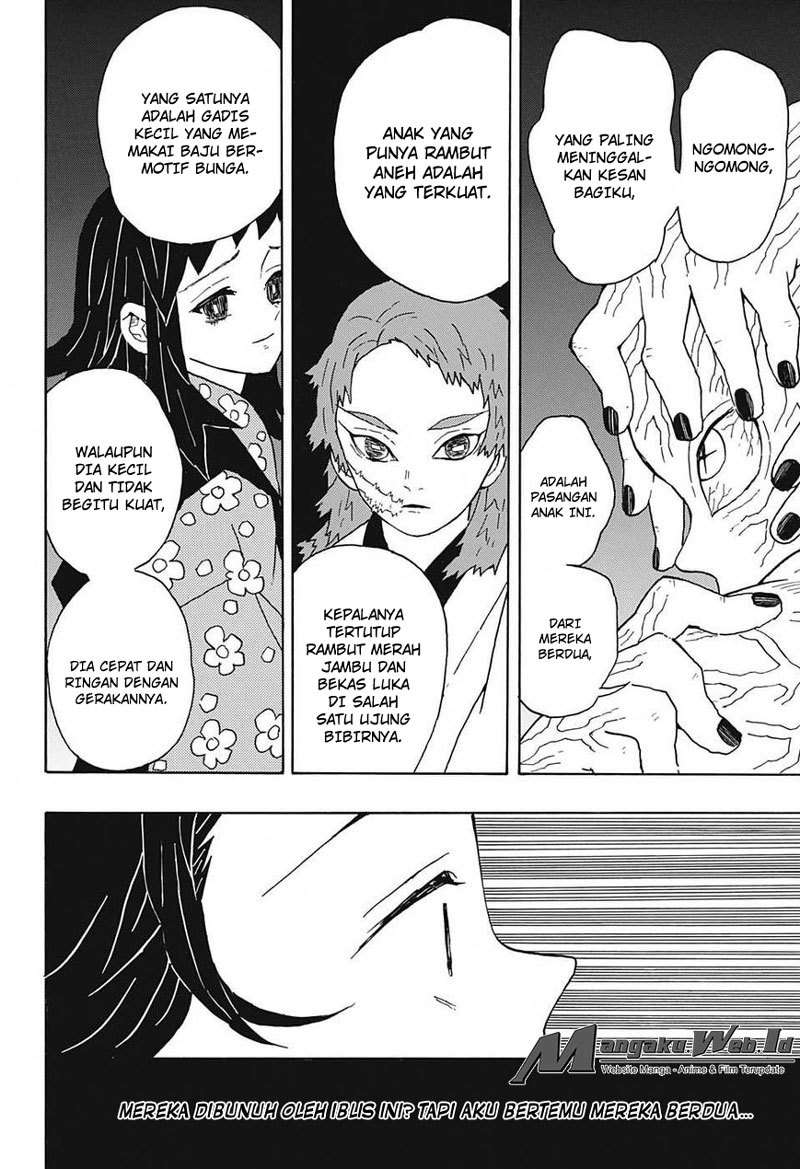 NGOMONG-
NGOMONG,
YANG PALING
MENINGGAL-
KAN KESAN
BAGIKU,
ADALAH
PASANGAN
ANAK INI.
DARI
MEREKA
BERDUA,
ANAK YANG
PUNYA RAMBUT
ANEH ADALAH
YANG TERKUAT.
KEPALANYA
TERTUTUP
RAMBUT MERAH
JAMBU DAN
BEKAS LUKA
DI SALAH
SATU UJUNG
BIBIRNYA.
YANG SATUNYA
ADALAH GADIS
KECIL YANG ME-
MAKAI BAJU BER-
MOTIF BUNGA.
WALAUPUN
DIA KECIL
DAN TIDAK
BEGITU KUAT,
DIA CEPAT DAN
RINGAN DENGAN
GERAKANNYA.
Mangaku.Web.Id
Website Manga - Anime & Film Terupdate
MEREKA DIBUNUH OLEH IBLIS INI? TAPI AKU BERTEMU MEREKA BERDUA...